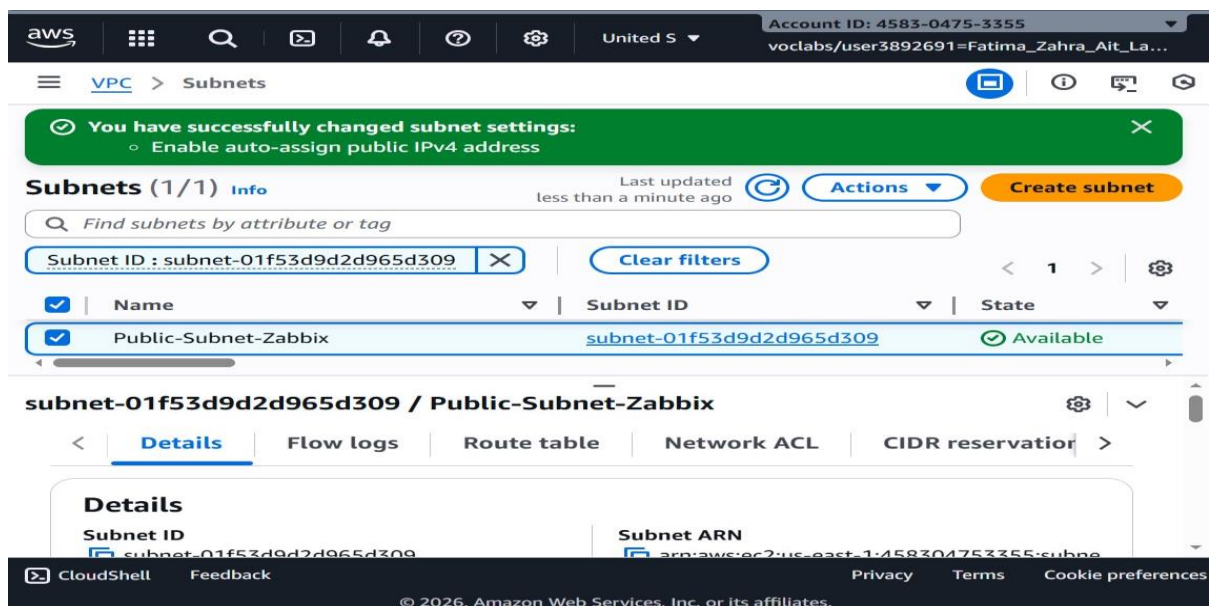 aws
United S
Account ID: 4583-0475-3355
voclabs/user3892691=Fatima_Zahra_Ait_La...
VPC > Subnets
You have successfully changed subnet settings:
Enable auto-assign public IPv4 address
Subnets (1/1) Info
Last updated
less than a minute ago
Actions
Create subnet
Find subnets by attribute or tag
Subnet ID : subnet-01f53d9d2d965d309
Clear filters
< 1 >
Name
Subnet ID
State
Public-Subnet-Zabbix
subnet-01f53d9d2d965d309
Available
subnet-01f53d9d2d965d309 / Public-Subnet-Zabbix
Details
Flow logs
Route table
Network ACL
CIDR reservation
Details
Subnet ID
Subnet ARN
subnet-01f53d9d2d965d309
arn:aws:ec2:us-east-1:458304753355:subne
CloudShell
Feedback
Privacy
Terms
Cookie preferences
© 2026, Amazon Web Services, Inc. or its affiliates.